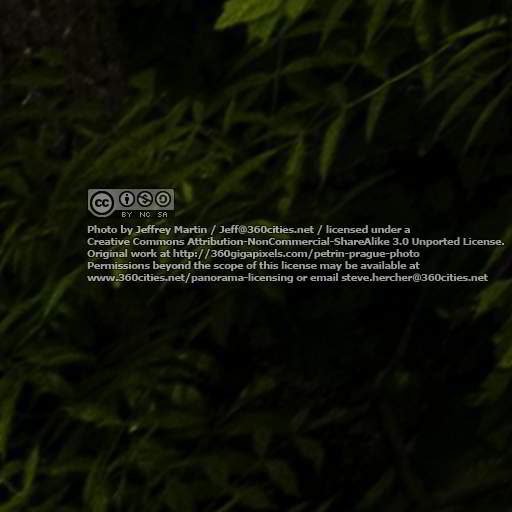 cc BY NC SA
Photo by Jeffrey Martin / Jeff@360cities.net / licensed under a
Creative Commons Attribution-NonCommercial-ShareAlike 3.0 Unported License.
Original work at http://360gigapixels.com/petrin-prague-photo
Permissions beyond the scope of this license may be available at
www.360cities.net/panorama-licensing or email steve.hercher@360cities.net